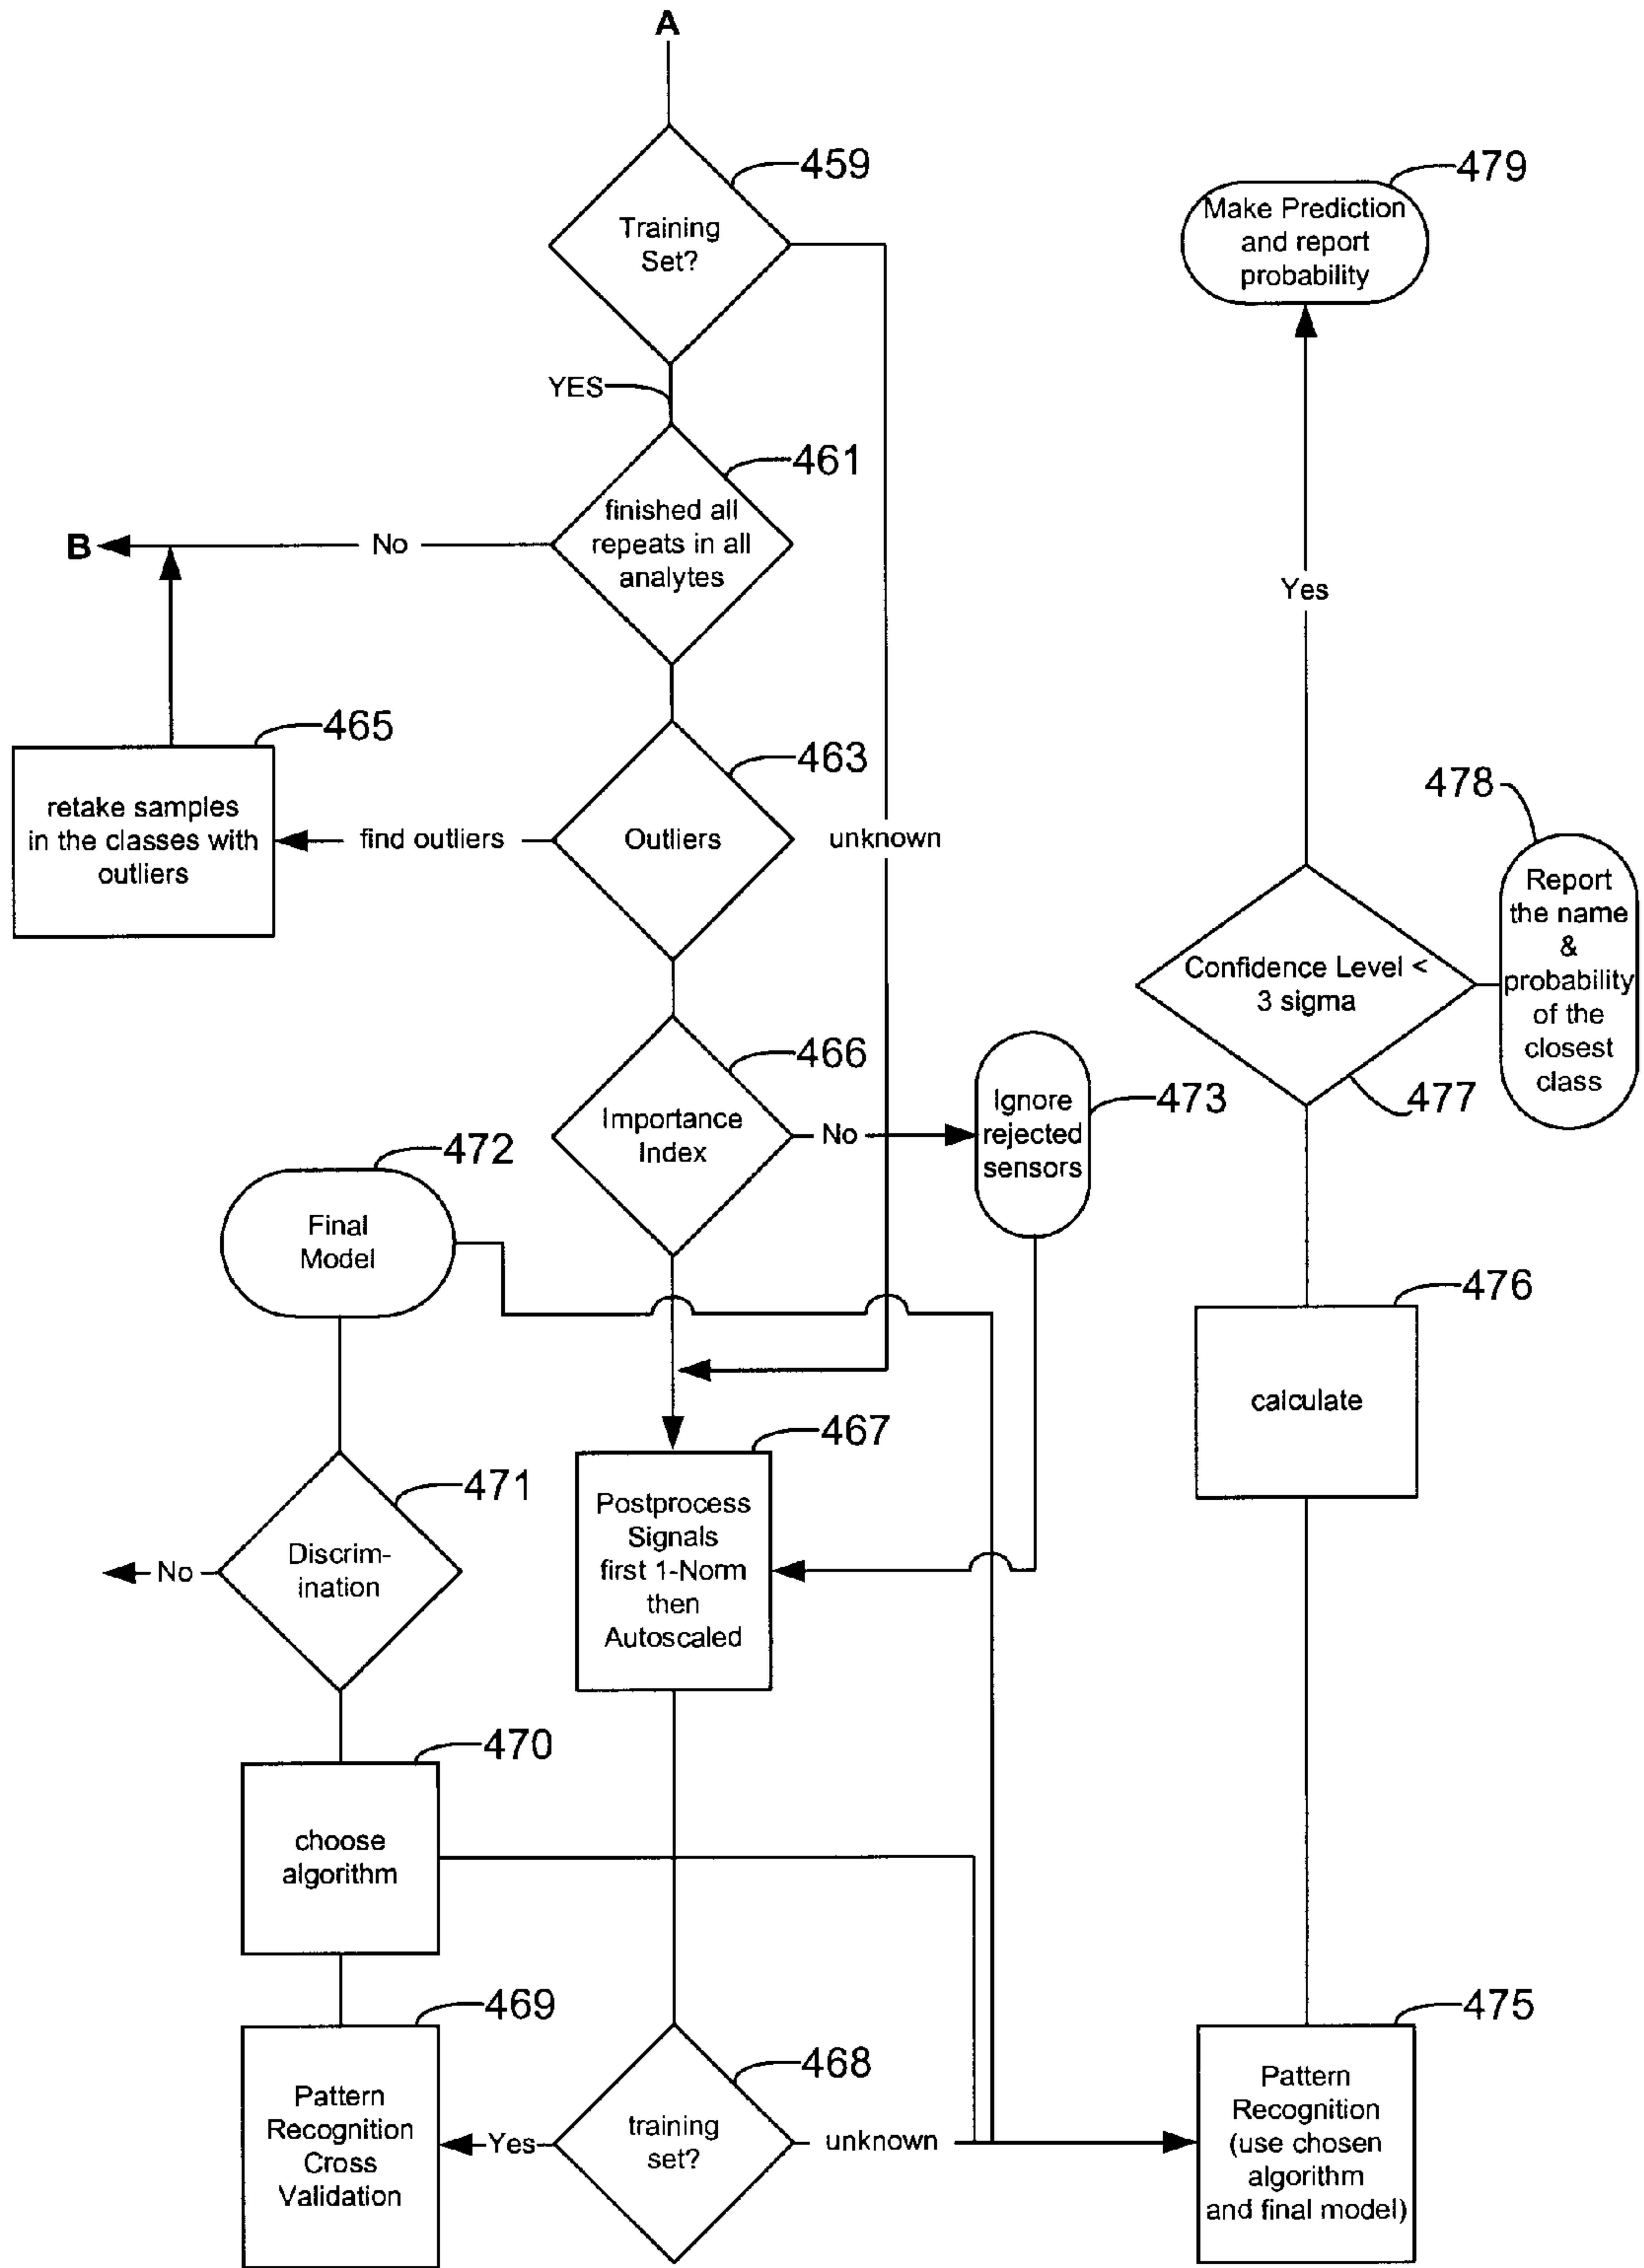 A
459
Training
Set?
479
Make Prediction
and report
probability
YES
461
finished all
repeats in all
analytes
B
No
Yes
465
retake samples
in the classes with
outliers
463
find outliers
Outliers
unknown
478
Report
the name
&
probability
of the
closest
class
Confidence Level <
3 sigma
477
466
Importance
Index
No
Ignore
rejected
sensors
473
472
Final
Model
476
calculate
467
Postprocess
Signals
first 1-Norm
then
Autoscaled
471
Discrim-
ination
No
470
choose
algorithm
469
Pattern
Recognition
Cross
Validation
468
Yes
training
set?
unknown
475
Pattern
Recognition
(use chosen
algorithm
and final model)